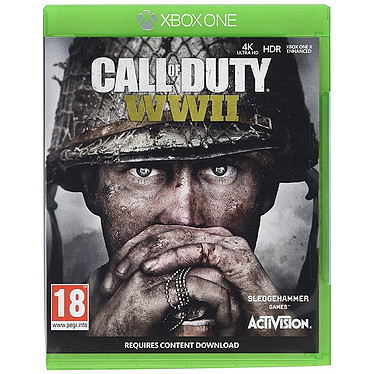 XBOX ONE
4K
ULTRA HD
HDR
XBOX ONE X
ENHANCED
CALL OF DUTY
WWII
18
www.pegi.info
SLEDGEHAMMER
GAMES
ACTIVISION.
REQUIRES CONTENT DOWNLOAD